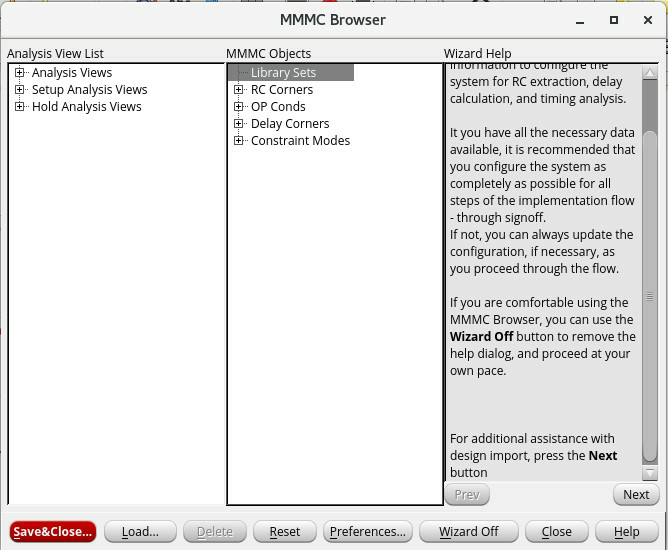 MMMC Browser
Analysis View List
Analysis Views
Setup Analysis Views
Hold Analysis Views
MMMC Objects
Library Sets
RC Corners
OP Conds
Delay Corners
Constraint Modes
Wizard Help
information to configure the
system for RC extraction, delay
calculation, and timing analysis.
It you have all the necessary data
available, it is recommended that
you configure the system as
completely as possible for all
steps of the implementation flow
- through signoff.
If not, you can always update the
configuration, if necessary, as
you proceed through the flow.
If you are comfortable using the
MMMC Browser, you can use the
Wizard Off button to remove the
help dialog, and proceed at your
own pace.
For additional assistance with
design import, press the Next
button
Prev
Next
Save&Close...
Load...
Delete
Reset
Preferences...
Wizard Off
Close
Help